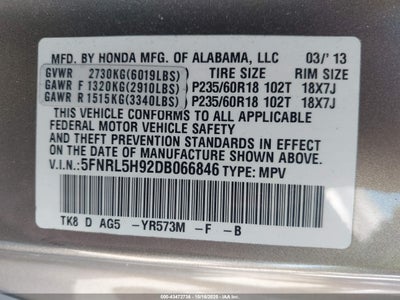 MFD. BY HONDA MFG. OF ALABAMA, LLC 03/' 13
GVWR 2730KG(6019LBS) TIRE SIZE RIM SIZE
GAWR F 1320KG(2910LBS) P235/60R18 102T 18X7J
GAWR R 1515KG(3340LBS) P235/60R18 102T 18X7J
THIS VEHICLE CONFORMS TO ALL APPLICABLE
FEDERAL MOTOR VEHICLE SAFETY AND
THEFT PREVENTION STANDARDS IN EFFECT ON
THE DATE OF MANUFACTURE SHOWN ABOVE.
V.I.N: 5FNRL5H92DB066846 TYPE: MPV
TK8 D AG5 -YR573M -F -B